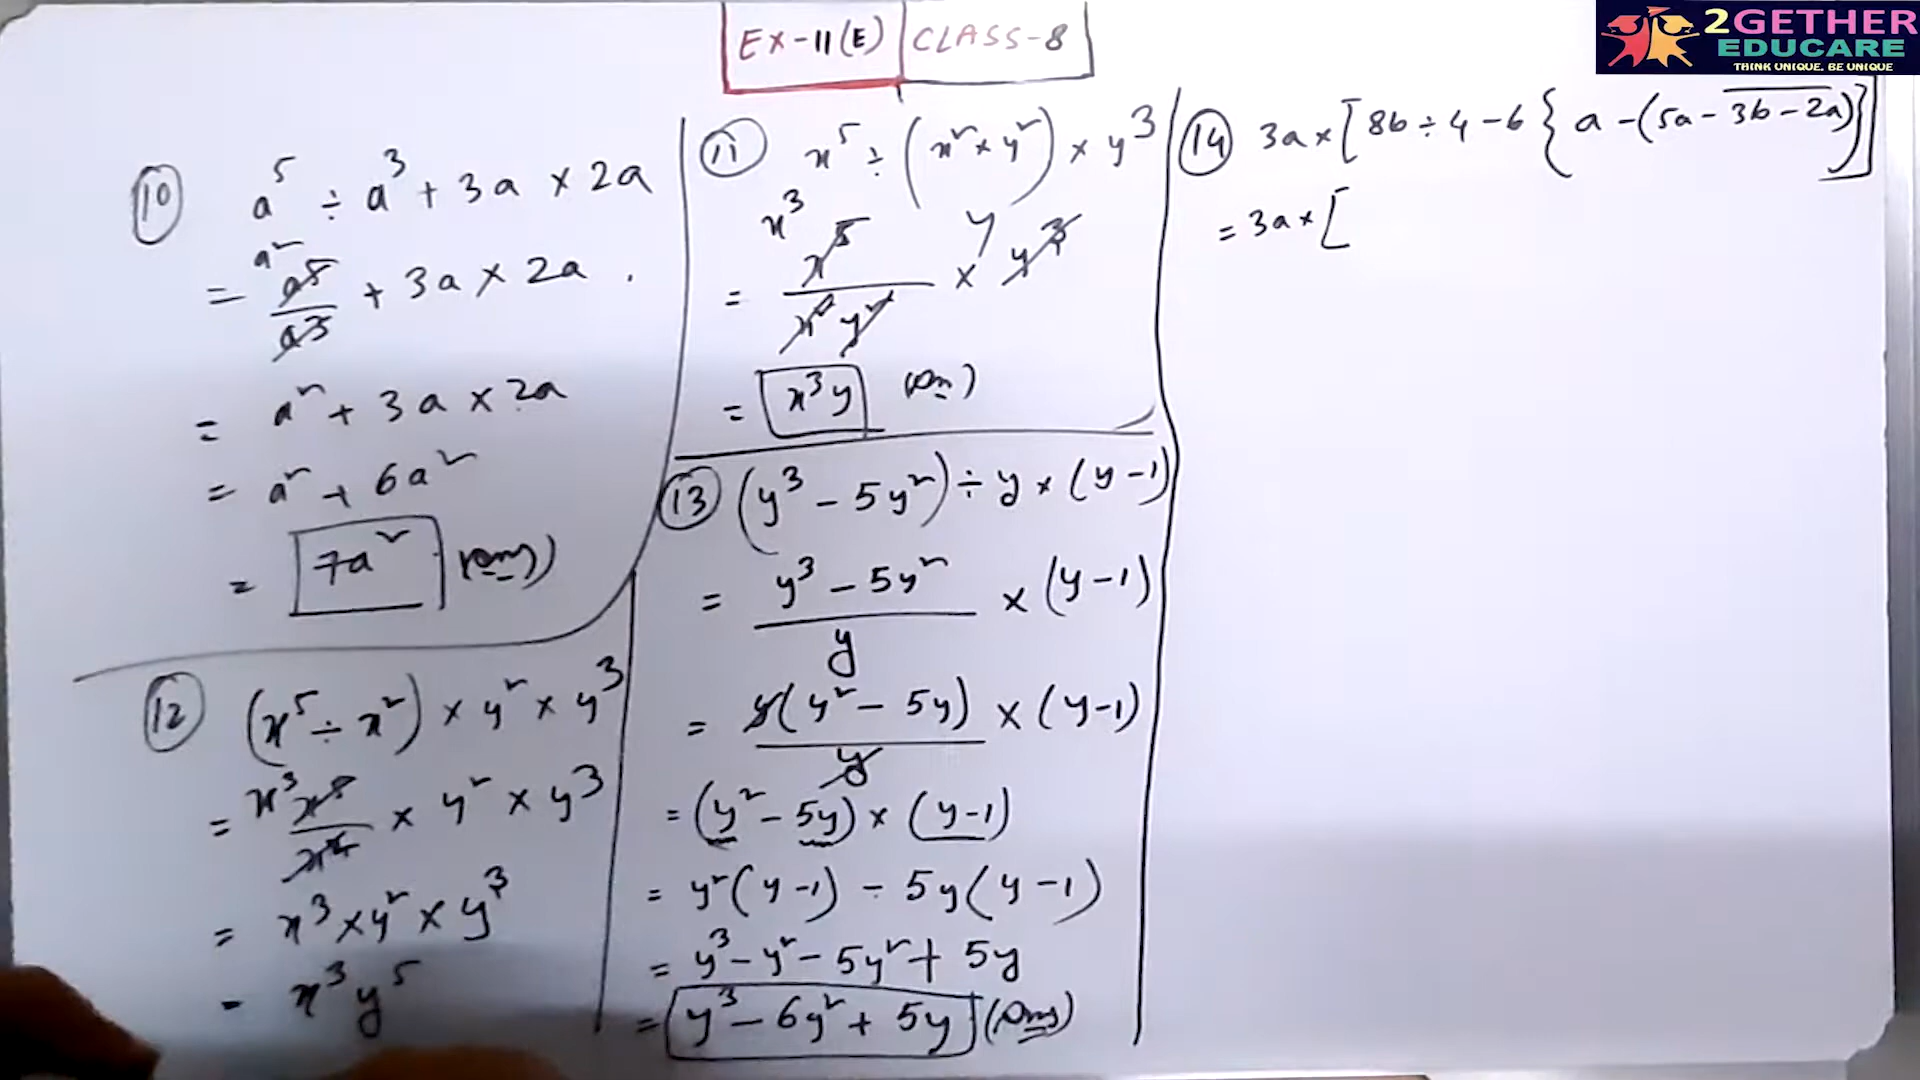 EX-11(E) CLASS-8
2GETHER
EDUCARE
THINK UNIQUE. BE UNIQUE
(10) a⁵ ÷ a³ + 3a × 2a
= a² a⁵/a³ + 3a × 2a .
= a² + 3a × 2a
= a² + 6a²
= 7a² (Ans)
(11) x⁵ ÷ (x² × y²) × y³
= x³ x⁵/x²y² × y y³
= x³y (Ans)
(12) (x⁵ ÷ x²) × y² × y³
= x³ x⁵/x² × y² × y³
= x³ × y² × y³
= x³y⁵
(13) (y³ - 5y²) ÷ y × (y-1)
= y³ - 5y²/y × (y-1)
= y(y² - 5y)/y × (y-1)
= (y² - 5y) × (y-1)
= y²(y-1) - 5y(y-1)
= y³ - y² - 5y² + 5y
= y³ - 6y² + 5y (Ans)
(14) 3a × [8b ÷ 4 - 6 { a - (5a - 3b - 2a)}]
= 3a × [